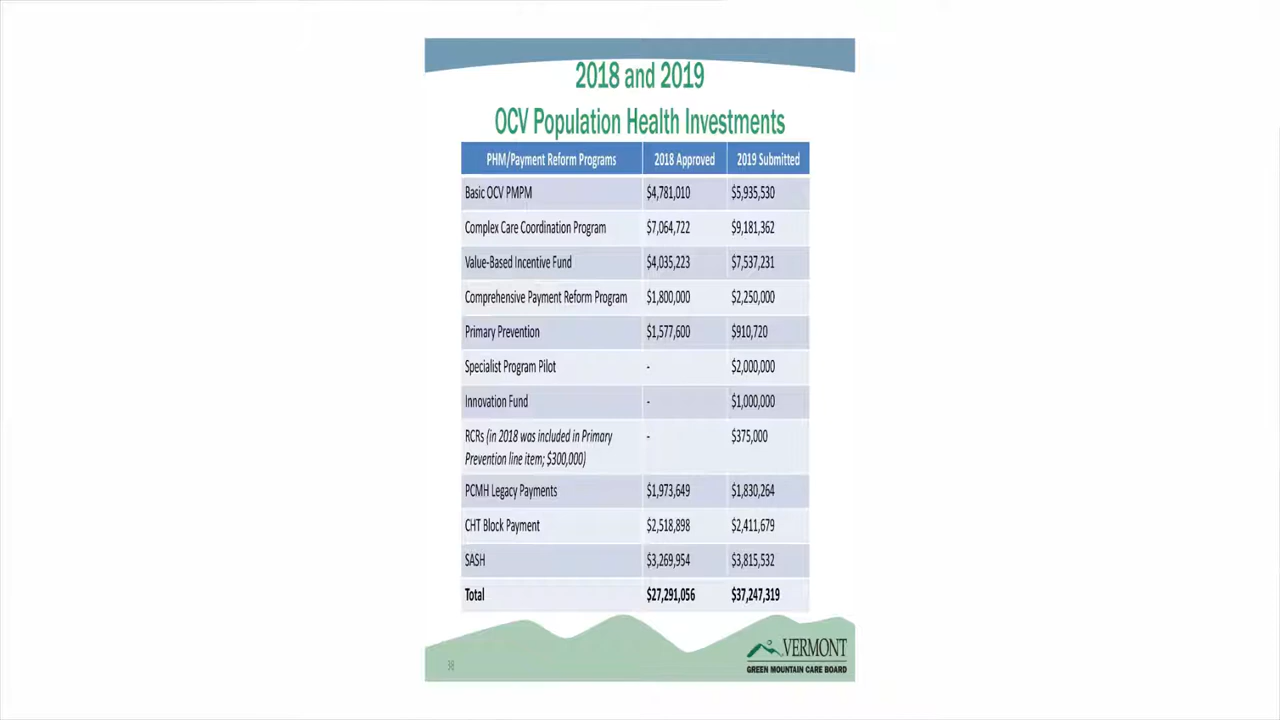 2018 and 2019
OCV Population Health Investments
PHM/Payment Reform Programs 2018 Approved 2019 Submitted
Basic OCV PMPM $4,781,010 $5,935,530
Complex Care Coordination Program $7,064,722 $9,181,362
Value-Based Incentive Fund $4,035,223 $7,537,231
Comprehensive Payment Reform Program $1,800,000 $2,250,000
Primary Prevention $1,577,600 $910,720
Specialist Program Pilot - $2,000,000
Innovation Fund - $1,000,000
RCRs (in 2018 was included in Primary - $375,000
Prevention line item; $300,000)
PCMH Legacy Payments $1,973,649 $1,830,264
CHT Block Payment $2,518,898 $2,411,679
SASH $3,269,954 $3,815,532
Total $27,291,056 $37,247,319
38
VERMONT
GREEN MOUNTAIN CARE BOARD